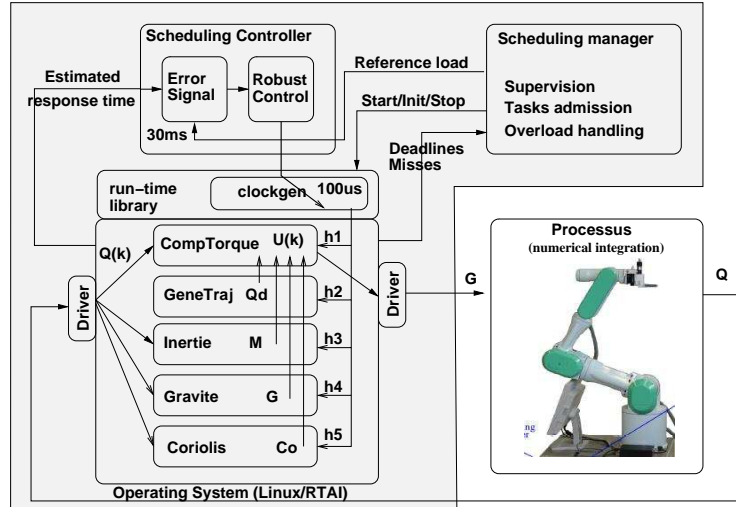 Scheduling Controller
Scheduling manager
Estimated
response time
Error
Signal
Robust
Control
30ms
Reference load
Start/Init/Stop
Supervision
Tasks admission
Overload handling
Deadlines
Misses
run-time
library
clockgen
100us
Q(k)
CompTorque
U(k)
h1
GeneTraj
Qd
h2
Inertie
M
h3
Gravite
G
h4
Coriolis
Co
h5
Driver
Driver
G
Processus
(numerical integration)
Q
ng
er
Operating System (Linux/RTAI)